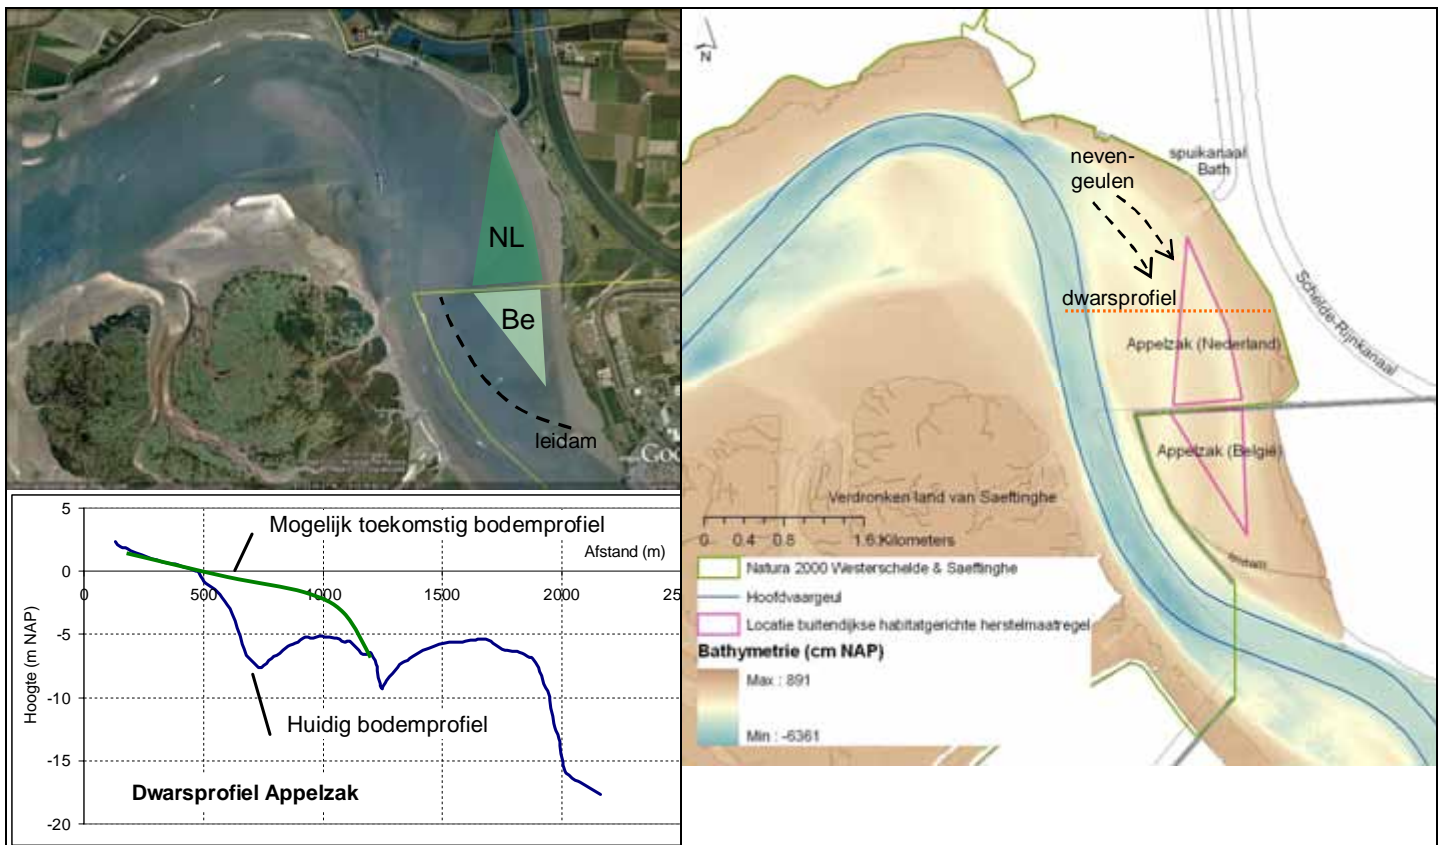 NL
Be
leidam
Goo
N
neven-
geulen
spuikanaal
Bath
dwarsprofiel
Schelde-Rijnkanaal
Appelzak (Nederland)
Appelzak (België)
Verdronken land van Saeftinghe
0 0.4 0.8 1.6 Kilometers
leidam
Natura 2000 Westerschelde & Saeftinghe
Hoofdvaargeul
Locatie buitendijkse habitatgerichte herstelmaatregel
Bathymetrie (cm NAP)
Max : 891
Min : -6361
Mogelijk toekomstig bodemprofiel
Afstand (m)
5
0
-5
-10
-15
-20
0 500 1000 1500 2000 25
Hoogte (m NAP)
Huidig bodemprofiel
Dwarsprofiel Appelzak